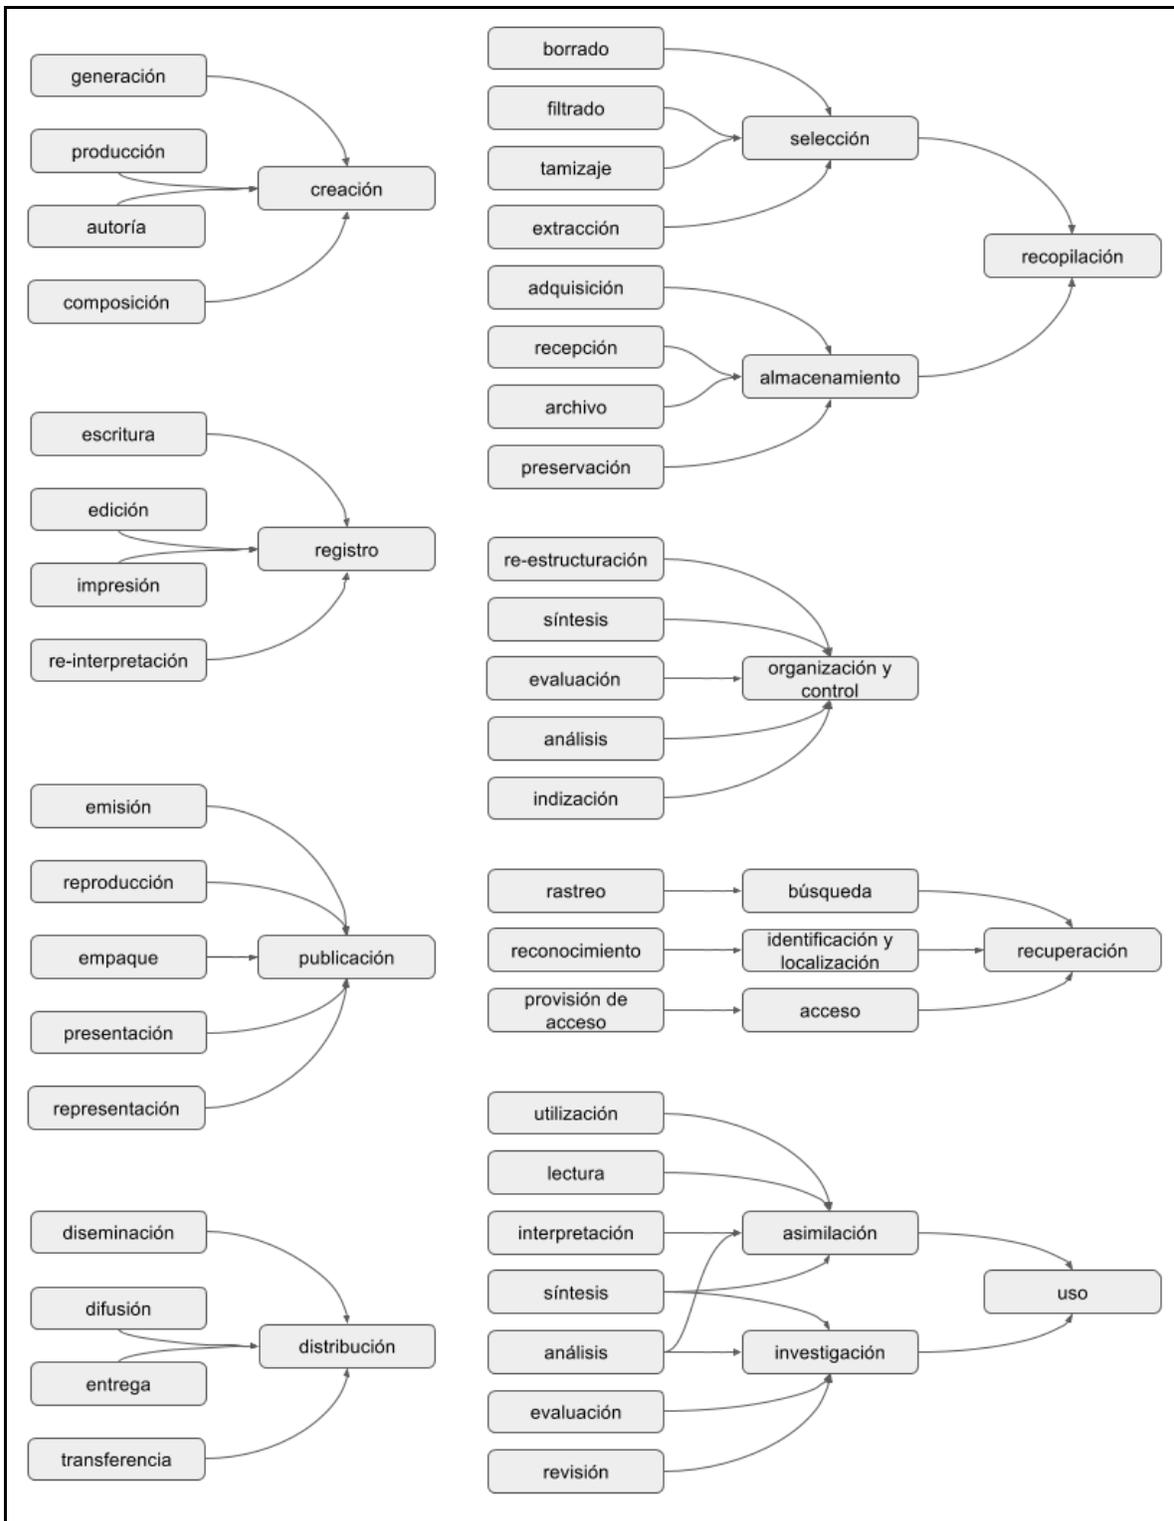 generación
producción
autoría
composición
creación
escritura
edición
impresión
re-interpretación
registro
emisión
reproducción
empaque
presentación
representación
publicación
diseminación
difusión
entrega
transferencia
distribución
borrado
filtrado
tamizaje
extracción
selección
adquisición
recepción
archivo
preservación
almacenamiento
recopilación
re-estructuración
síntesis
evaluación
análisis
indización
organización y
control
rastreo
búsqueda
reconocimiento
identificación y
localización
provisión de
acceso
acceso
recuperación
utilización
lectura
interpretación
síntesis
análisis
evaluación
revisión
asimilación
investigación
uso